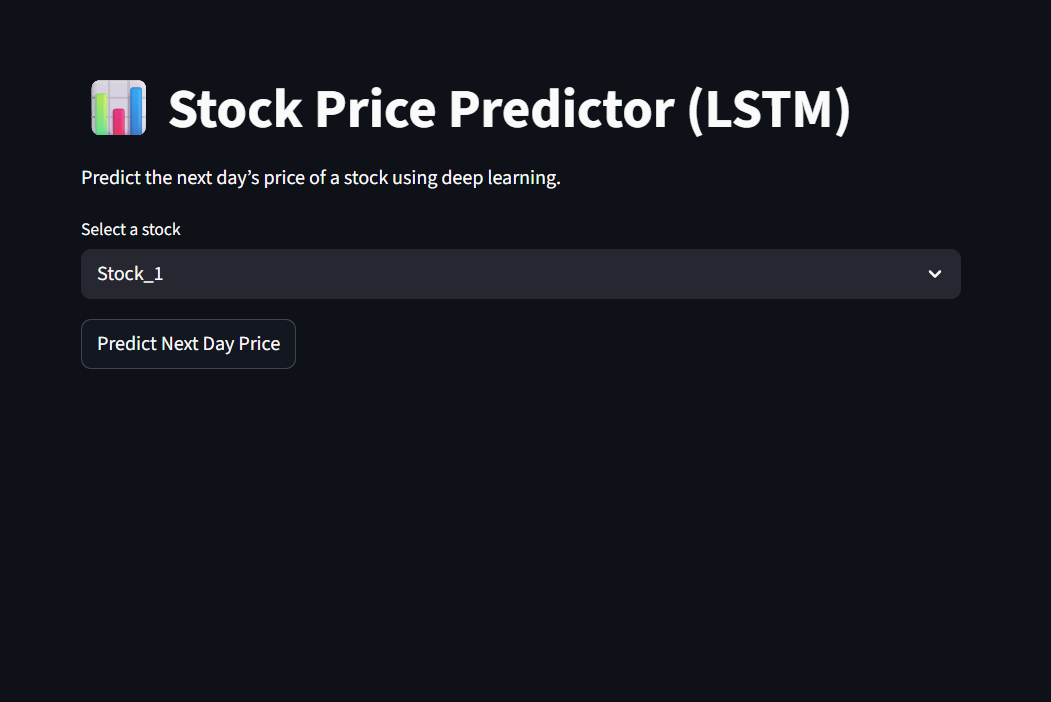 Stock Price Predictor (LSTM)
Predict the next day’s price of a stock using deep learning.
Select a stock
Stock_1
Predict Next Day Price